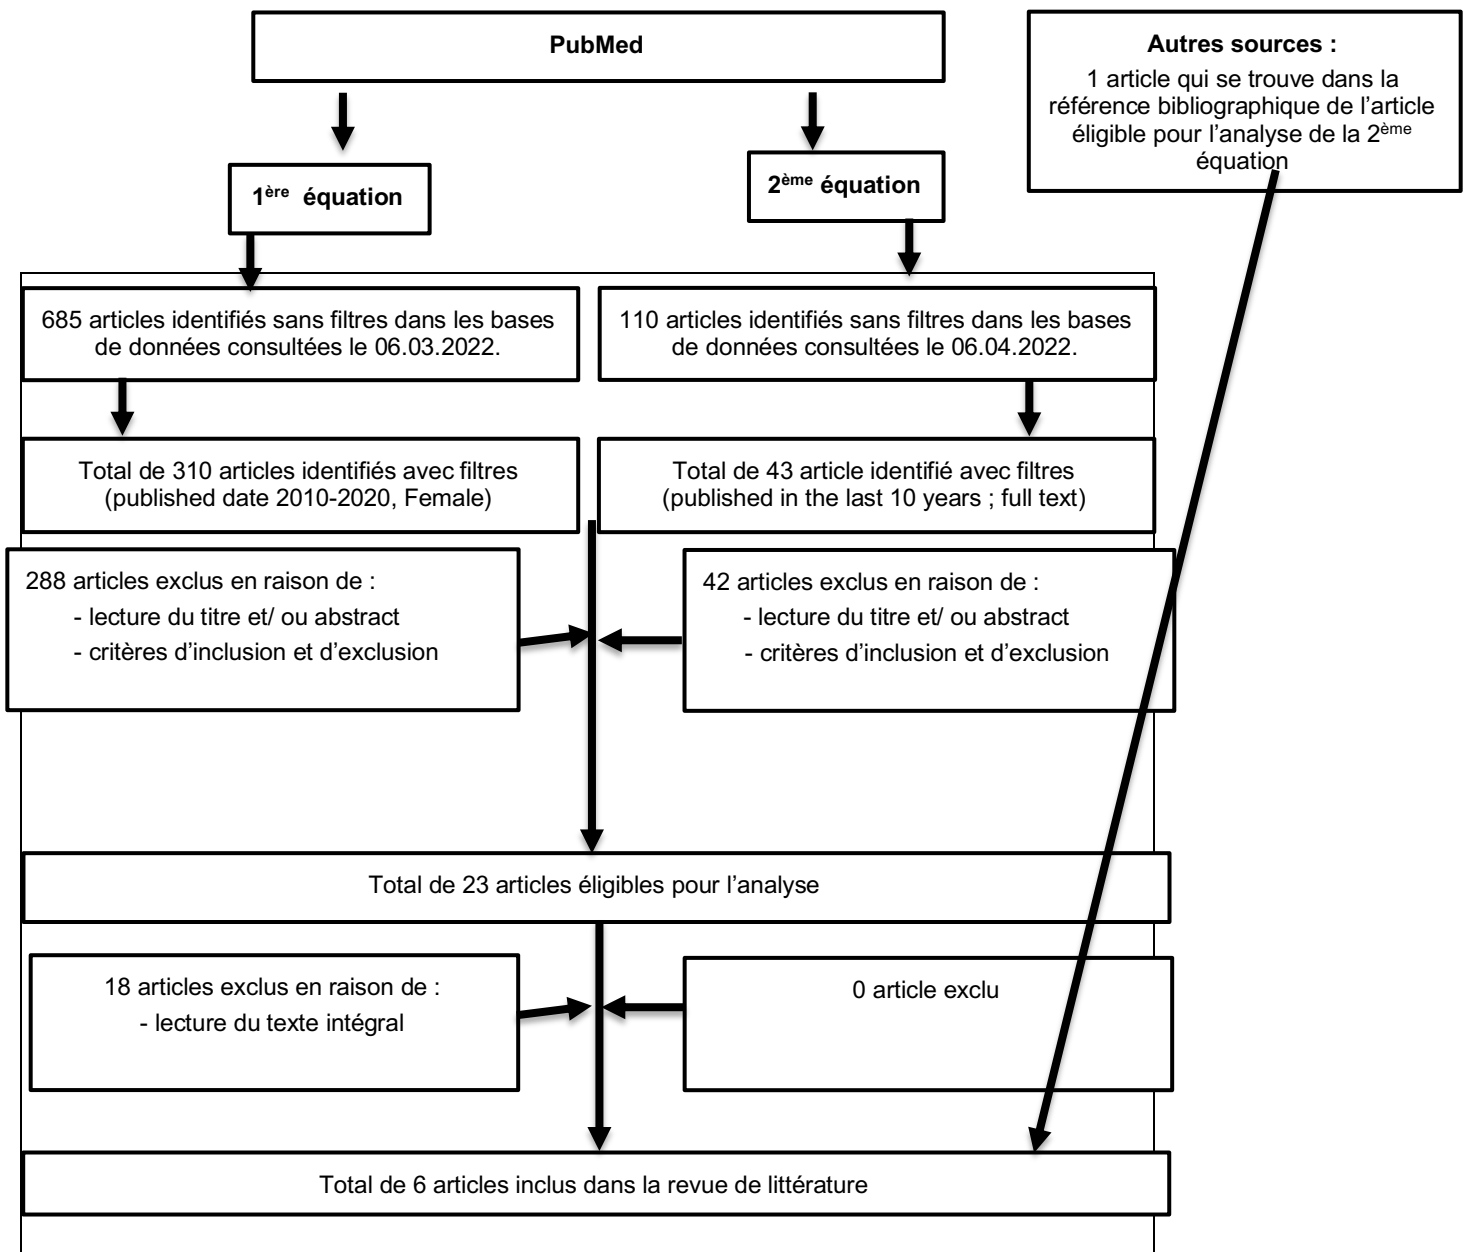 PubMed
Autres sources :
1 article qui se trouve dans la
référence bibliographique de l’article
éligible pour l’analyse de la 2ème
équation
1ère équation
2ème équation
685 articles identifiés sans filtres dans les bases
de données consultées le 06.03.2022.
110 articles identifiés sans filtres dans les bases
de données consultées le 06.04.2022.
Total de 310 articles identifiés avec filtres
(published date 2010-2020, Female)
Total de 43 article identifié avec filtres
(published in the last 10 years ; full text)
288 articles exclus en raison de :
- lecture du titre et/ ou abstract
- critères d’inclusion et d’exclusion
42 articles exclus en raison de :
- lecture du titre et/ ou abstract
- critères d’inclusion et d’exclusion
Total de 23 articles éligibles pour l’analyse
18 articles exclus en raison de :
- lecture du texte intégral
0 article exclu
Total de 6 articles inclus dans la revue de littérature